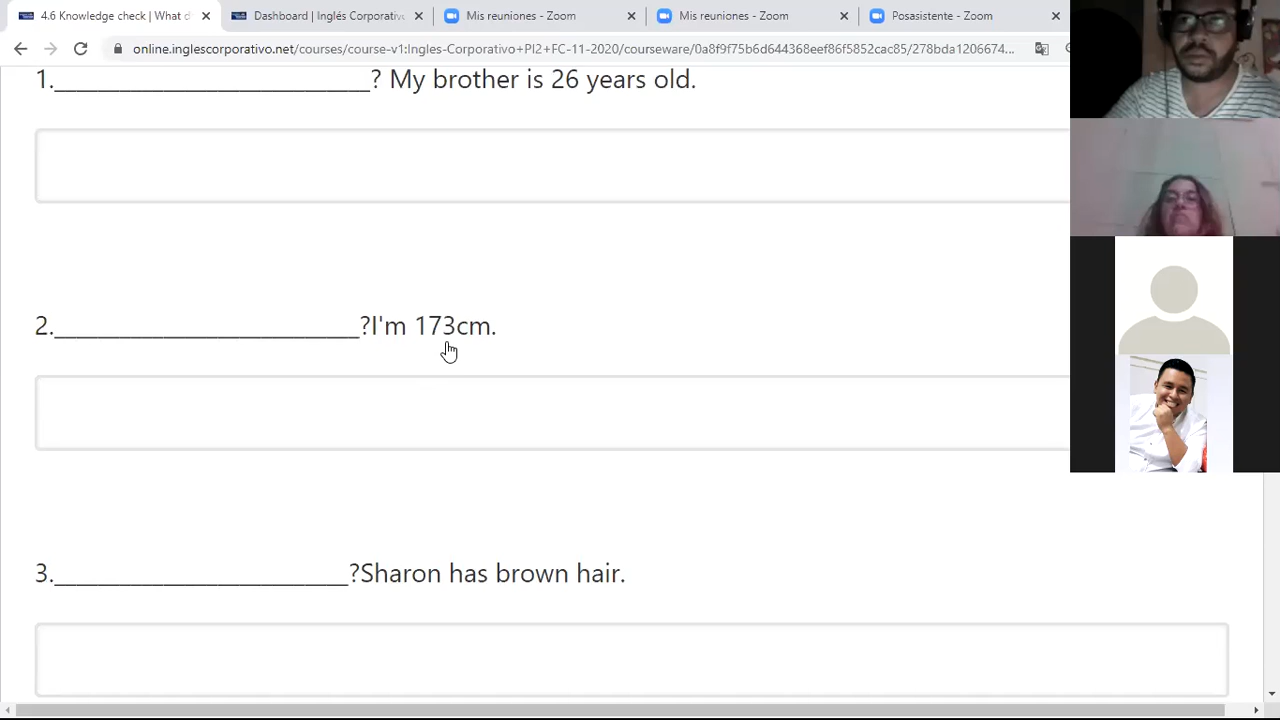 4.6 Knowledge check | What d
Dashboard | Inglés Corporativo
Mis reuniones - Zoom
Mis reuniones - Zoom
Posasistente - Zoom
online.inglescorporativo.net/courses/course-v1:Ingles-Corporativo+PI2+FC-11-2020/courseware/0a8f9f75b6d644368eef86f5852cac85/278bda1206674...
1.____________________________? My brother is 26 years old.
2.___________________________?I'm 173cm.
3.__________________________?Sharon has brown hair.